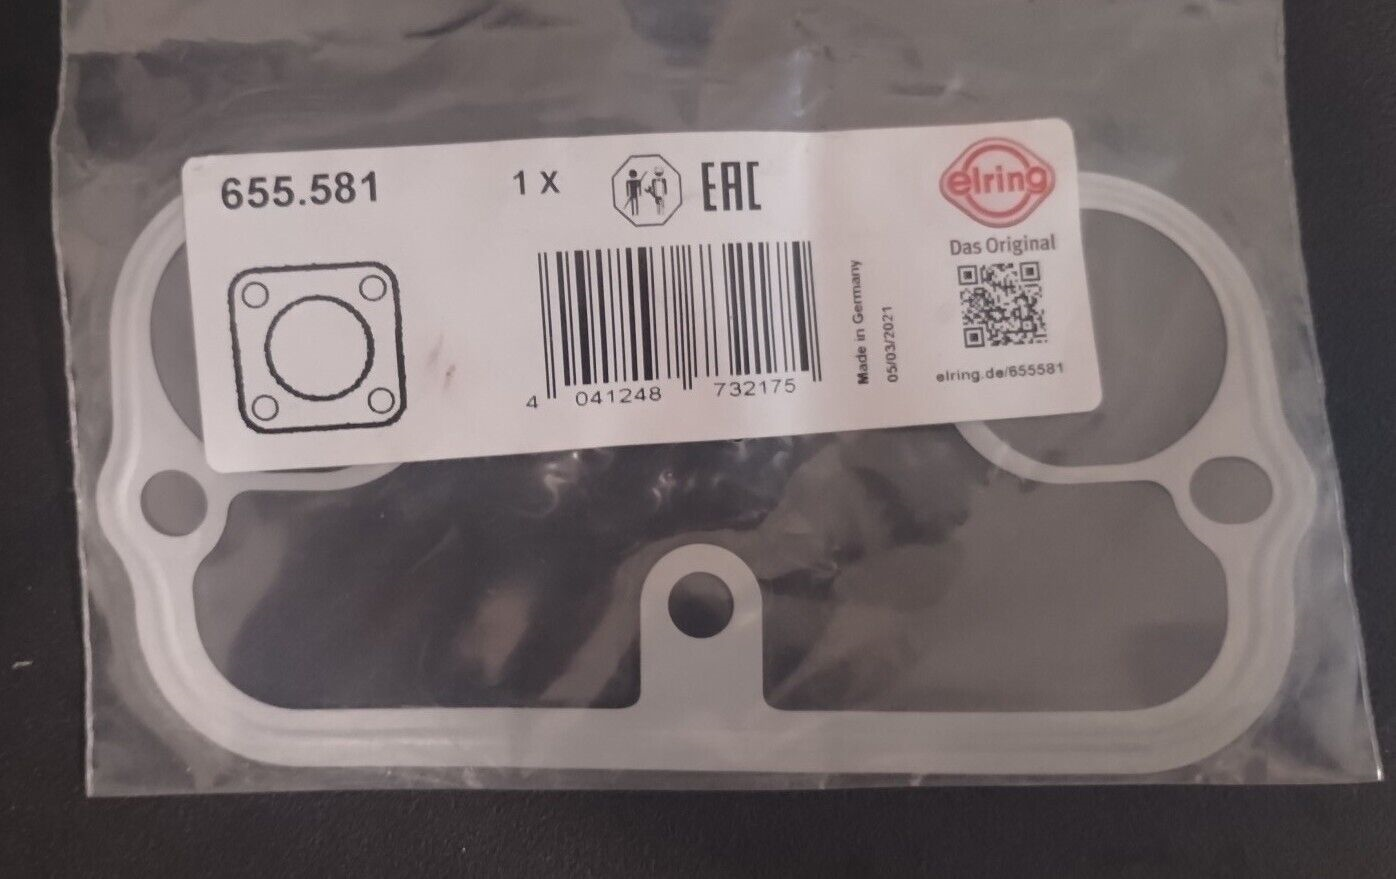 655.581
1 X
EAC
elring
Das Original
Made in Germany
05/03/2021
elring.de/655581
4 041248 732175